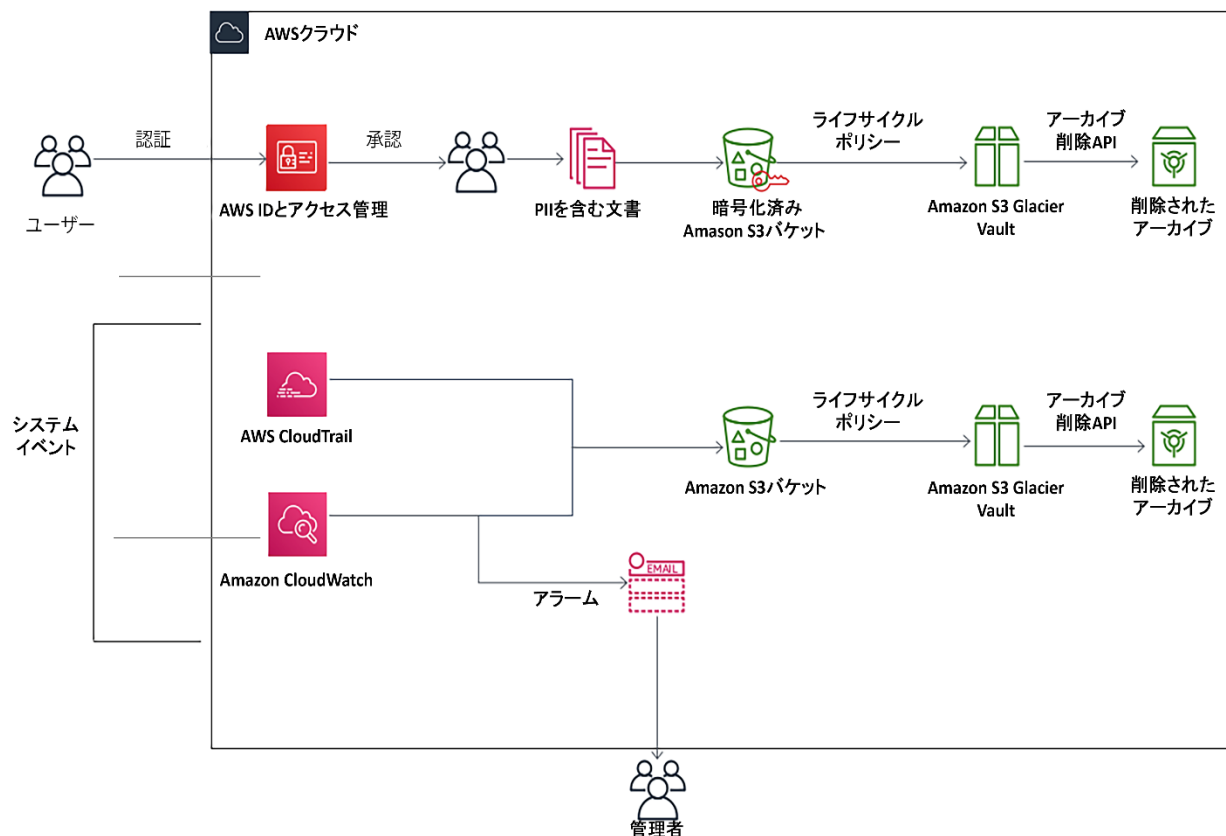 AWSクラウド
認証
承認
ライフサイクル
ポリシー
アーカイブ
削除API
ユーザー
AWS IDとアクセス管理
PIIを含む文書
暗号化済み
Amason S3バケット
Amazon S3 Glacier
Vault
削除された
アーカイブ
システム
イベント
AWS CloudTrail
ライフサイクル
ポリシー
アーカイブ
削除API
Amazon S3バケット
Amazon S3 Glacier
Vault
削除された
アーカイブ
Amazon CloudWatch
アラーム
EMAIL
管理者